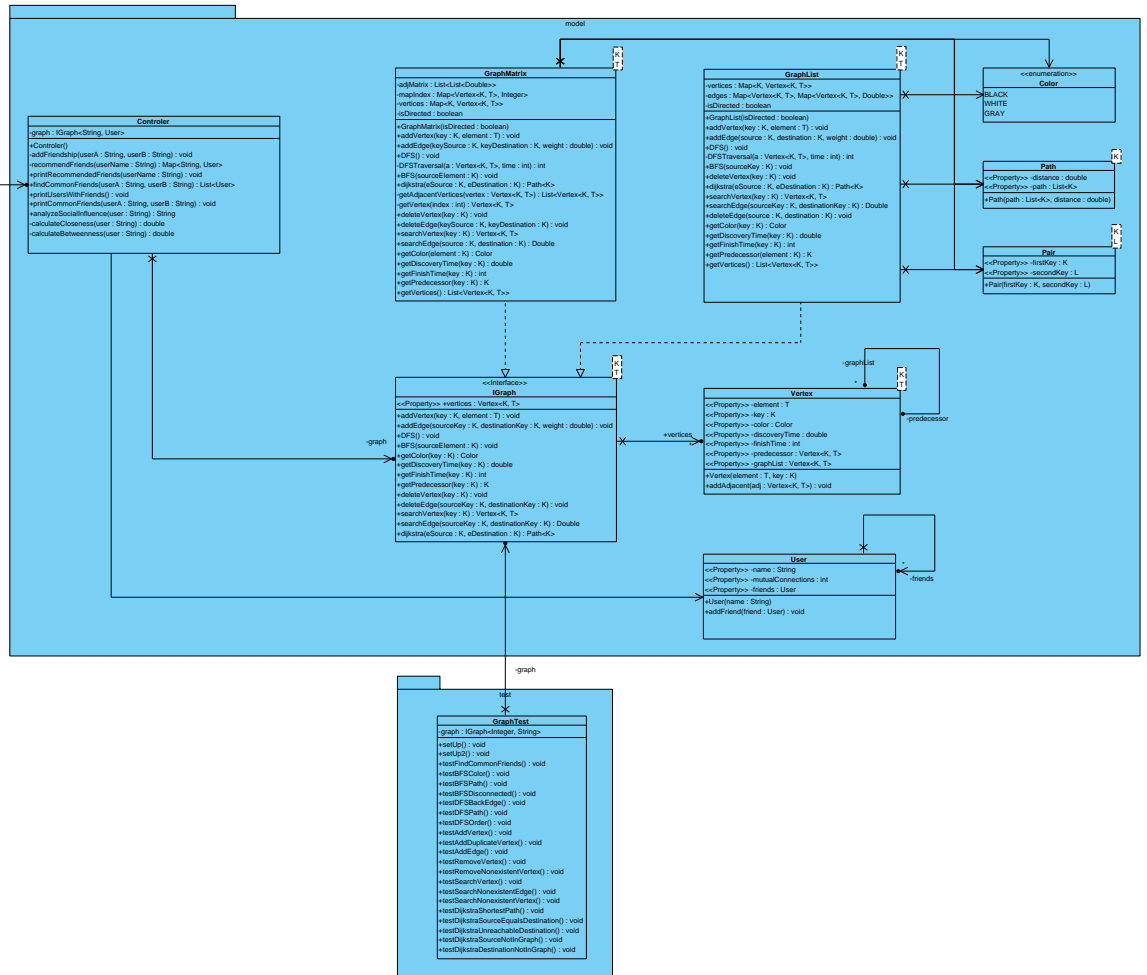 model
Controler
-graph : IGraph<String, User>
+Controler()
-addFriendship(userA : String, userB : String) : void
-recommendFriends(userName : String) : Map<String, User>
+printRecommendedFriends(userName : String) : void
+findCommonFriends(userA : String, userB : String) : List<User>
-printUsersWithFriends() : void
+printCommonFriends(userA : String, userB : String) : void
+analyzeSocialInfluence(user : String) : String
-calculateCloseness(user : String) : double
-calculateBetweenness(user : String) : double
K
T
GraphMatrix
-adjMatrix : List<List<Double>>
-mapIndex : Map<Vertex<K, T>, Integer>
-vertices : Map<K, Vertex<K, T>>
-isDirected : boolean
+GraphMatrix(isDirected : boolean)
+addVertex(key : K, element : T) : void
+addEdge(keySource : K, keyDestination : K, weight : double) : void
+DFS() : void
-DFSTraversal(a : Vertex<K, T>, time : int) : int
+BFS(sourceElement : K) : void
+dijkstra(eSource : K, eDestination : K) : Path<K>
-getAdjacentVertices(vertex : Vertex<K, T>) : List<Vertex<K, T>>
-getVertex(index : int) : Vertex<K, T>
+deleteVertex(key : K) : void
+deleteEdge(keySource : K, keyDestination : K) : void
+searchVertex(key : K) : Vertex<K, T>
+searchEdge(source : K, destination : K) : Double
+getColor(element : K) : Color
+getDiscoveryTime(key : K) : double
+getFinishTime(key : K) : int
+getPredecessor(key : K) : K
+getVertices() : List<Vertex<K, T>>
K
T
GraphList
-vertices : Map<K, Vertex<K, T>>
-edges : Map<Vertex<K, T>, Map<Vertex<K, T>, Double>>
-isDirected : boolean
+GraphList(isDirected : boolean)
+addVertex(key : K, element : T) : void
+addEdge(source : K, destination : K, weight : double) : void
+DFS() : void
-DFSTraversal(a : Vertex<K, T>, time : int) : int
+BFS(sourceKey : K) : void
+deleteVertex(key : K) : void
+dijkstra(eSource : K, eDestination : K) : Path<K>
+searchVertex(key : K) : Vertex<K, T>
+searchEdge(sourceKey : K, destinationKey : K) : Double
+deleteEdge(source : K, destination : K) : void
+getColor(key : K) : Color
+getDiscoveryTime(key : K) : double
+getFinishTime(key : K) : int
+getPredecessor(element : K) : K
+getVertices() : List<Vertex<K, T>>
<<enumeration>>
Color
BLACK
WHITE
GRAY
K
Path
<<Property>> -distance : double
<<Property>> -path : List<K>
+Path(path : List<K>, distance : double)
K
L
Pair
<<Property>> -firstKey : K
<<Property>> -secondKey : L
+Pair(firstKey : K, secondKey : L)
K
T
<<Interface>>
IGraph
<<Property>> +vertices : Vertex<K, T>
+addVertex(key : K, element : T) : void
+addEdge(sourceKey : K, destinationKey : K, weight : double) : void
+DFS() : void
+BFS(sourceElement : K) : void
+getColor(key : K) : Color
+getDiscoveryTime(key : K) : double
+getFinishTime(key : K) : int
+getPredecessor(key : K) : K
+deleteVertex(key : K) : void
+deleteEdge(sourceKey : K, destinationKey : K) : void
+searchVertex(key : K) : Vertex<K, T>
+searchEdge(sourceKey : K, destinationKey : K) : Double
+dijkstra(eSource : K, eDestination : K) : Path<K>
-graph
+vertices
*
-graphList
*
-predecessor
K
T
Vertex
<<Property>> -element : T
<<Property>> -key : K
<<Property>> -color : Color
<<Property>> -discoveryTime : double
<<Property>> -finishTime : int
<<Property>> -predecessor : Vertex<K, T>
<<Property>> -graphList : Vertex<K, T>
+Vertex(element : T, key : K)
+addAdjacent(adj : Vertex<K, T>) : void
User
<<Property>> -name : String
<<Property>> -mutualConnections : int
<<Property>> -friends : User
+User(name : String)
+addFriend(friend : User) : void
*
-friends
-graph
test
GraphTest
-graph : IGraph<Integer, String>
+setUp() : void
+setUp2() : void
+testFindCommonFriends() : void
+testBFSColor() : void
+testBFSPath() : void
+testBFSDisconnected() : void
+testDFSBackEdge() : void
+testDFSPath() : void
+testDFSOrder() : void
+testAddVertex() : void
+testAddDuplicateVertex() : void
+testAddEdge() : void
+testRemoveVertex() : void
+testRemoveNonexistentVertex() : void
+testSearchVertex() : void
+testSearchNonexistentEdge() : void
+testSearchNonexistentVertex() : void
+testDijkstraShortestPath() : void
+testDijkstraSourceEqualsDestination() : void
+testDijkstraUnreachableDestination() : void
+testDijkstraSourceNotInGraph() : void
+testDijkstraDestinationNotInGraph() : void